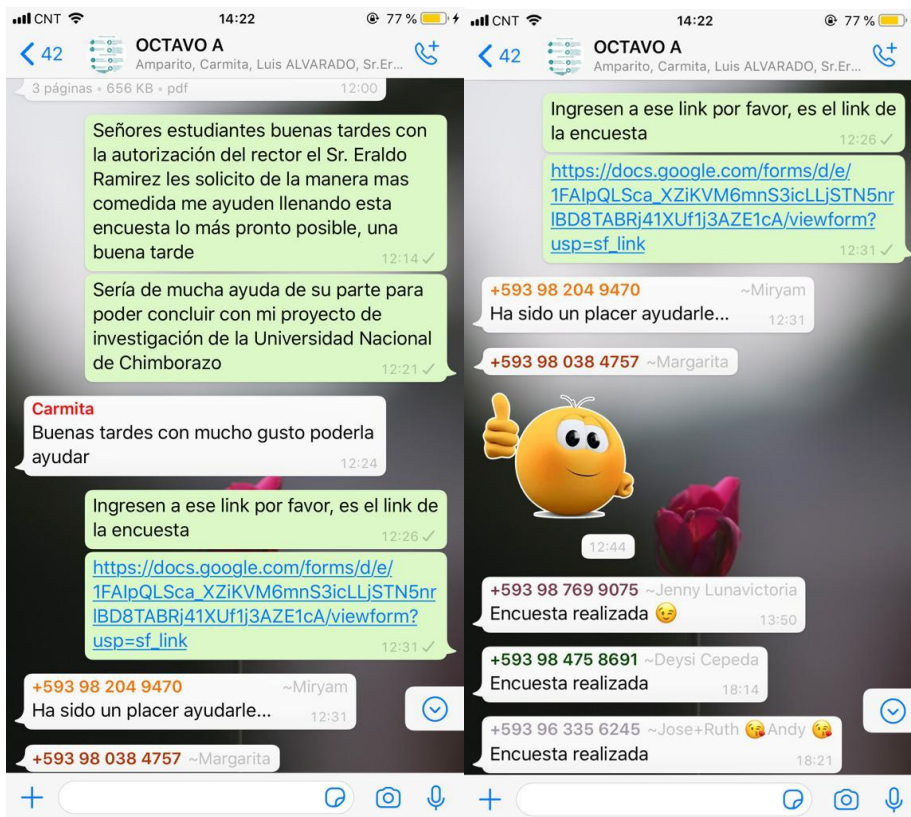 CNT 14:22 77 %
42 OCTAVO A
Amparito, Carmita, Luis ALVARADO, Sr.Er...
3 páginas • 656 KB • pdf 12:00
Señores estudiantes buenas tardes con
la autorización del rector el Sr. Eraldo
Ramirez les solicito de la manera mas
comedida me ayuden llenando esta
encuesta lo más pronto posible, una
buena tarde 12:14
Sería de mucha ayuda de su parte para
poder concluir con mi proyecto de
investigación de la Universidad Nacional
de Chimborazo 12:21
Carmita
Buenas tardes con mucho gusto poderla
ayudar 12:24
Ingresen a ese link por favor, es el link de
la encuesta 12:26
https://docs.google.com/forms/d/e/
1FAIpQLSca_XZiKVM6mnS3icLLjSTN5nr
IBD8TABRj41XUf1j3AZE1cA/viewform?
usp=sf_link 12:31
+593 98 204 9470 ~Miryam
Ha sido un placer ayudarle... 12:31
+593 98 038 4757 ~Margarita
CNT 14:22 77 %
42 OCTAVO A
Amparito, Carmita, Luis ALVARADO, Sr.Er...
Ingresen a ese link por favor, es el link de
la encuesta 12:26
https://docs.google.com/forms/d/e/
1FAIpQLSca_XZiKVM6mnS3icLLjSTN5nr
IBD8TABRj41XUf1j3AZE1cA/viewform?
usp=sf_link 12:31
+593 98 204 9470 ~Miryam
Ha sido un placer ayudarle... 12:31
+593 98 038 4757 ~Margarita
12:44
+593 98 769 9075 ~Jenny Lunavictoria
Encuesta realizada 😉 13:50
+593 98 475 8691 ~Deysi Cepeda
Encuesta realizada 18:14
+593 96 335 6245 ~Jose+Ruth 😘 Andy 😘
Encuesta realizada 18:21